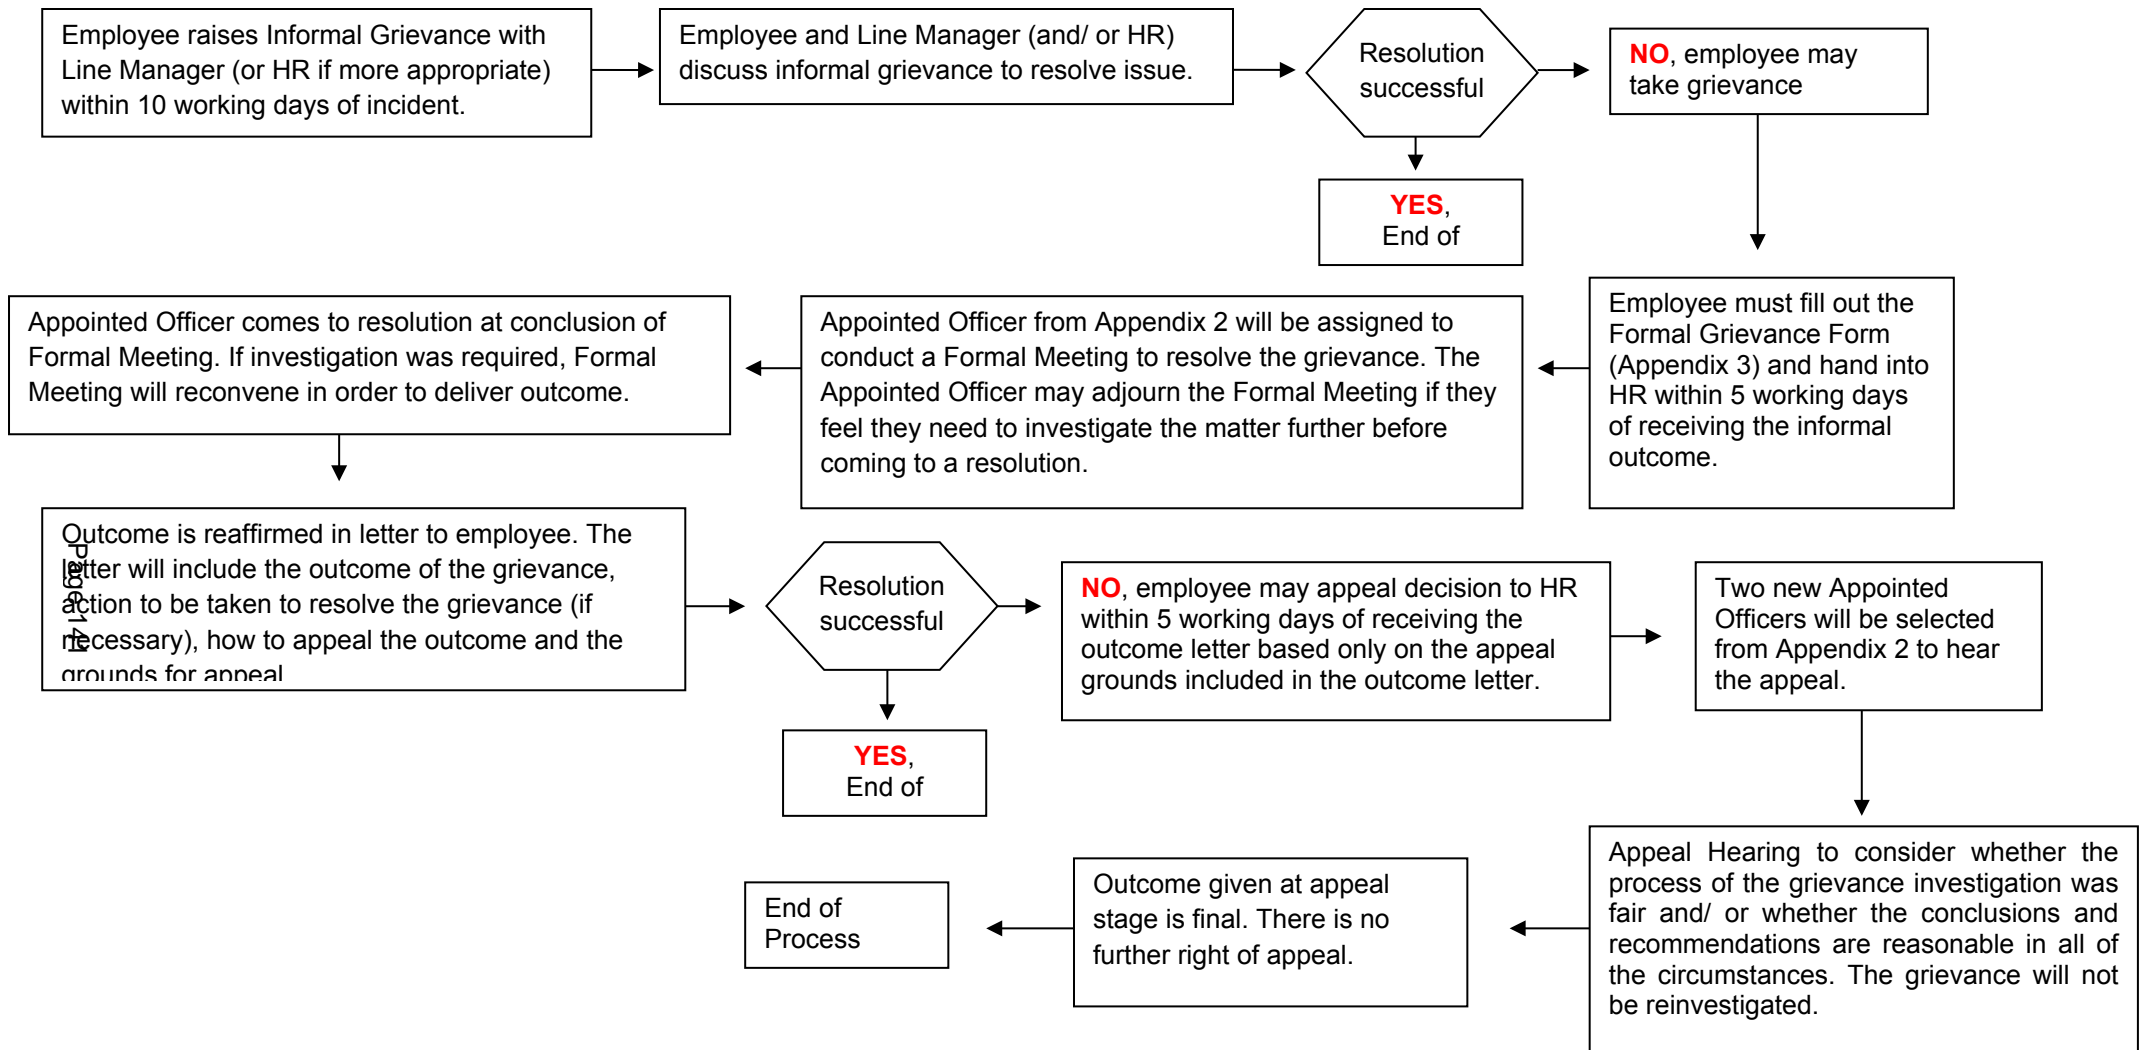 Employee raises Informal Grievance with
Line Manager (or HR if more appropriate)
within 10 working days of incident.
Employee and Line Manager (and/ or HR)
discuss informal grievance to resolve issue.
Resolution
successful
NO, employee may
take grievance
YES,
End of
Employee must fill out the
Formal Grievance Form
(Appendix 3) and hand into
HR within 5 working days
of receiving the informal
outcome.
Appointed Officer from Appendix 2 will be assigned to
conduct a Formal Meeting to resolve the grievance. The
Appointed Officer may adjourn the Formal Meeting if they
feel they need to investigate the matter further before
coming to a resolution.
Appointed Officer comes to resolution at conclusion of
Formal Meeting. If investigation was required, Formal
Meeting will reconvene in order to deliver outcome.
Outcome is reaffirmed in letter to employee. The
letter will include the outcome of the grievance,
action to be taken to resolve the grievance (if
necessary), how to appeal the outcome and the
grounds for appeal
Page 141
Resolution
successful
YES,
End of
NO, employee may appeal decision to HR
within 5 working days of receiving the
outcome letter based only on the appeal
grounds included in the outcome letter.
Two new Appointed
Officers will be selected
from Appendix 2 to hear
the appeal.
Appeal Hearing to consider whether the
process of the grievance investigation was
fair and/ or whether the conclusions and
recommendations are reasonable in all of
the circumstances. The grievance will not
be reinvestigated.
Outcome given at appeal
stage is final. There is no
further right of appeal.
End of
Process